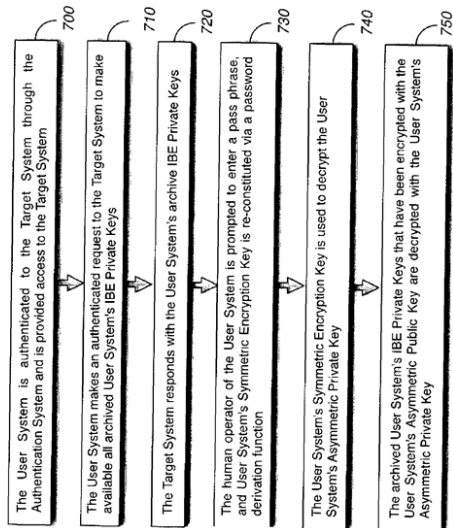 700
The User System is authenticated to the Target System through the
Authentication System and is provided access to the Target System
710
The User System makes an authenticated request to the Target System to make
available all archived User System's IBE Private Keys
720
The Target System responds with the User System's archive IBE Private Keys
730
The human operator of the User System is prompted to enter a pass phrase,
and User System's Symmetric Encryption Key is re-constituted via a password
derivation function
740
The User System's Symmetric Encryption Key is used to decrypt the User
System's Asymmetric Private Key
750
The archived User System's IBE Private Keys that have been encrypted with the
User System's Asymmetric Public Key are decrypted with the User System's
Asymmetric Private Key